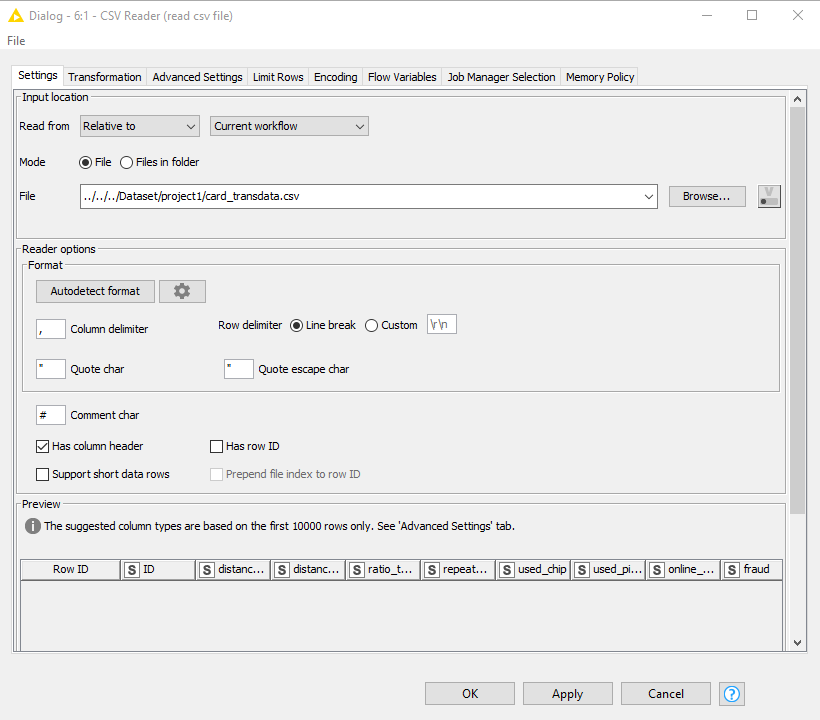 Dialog - 6:1 - CSV Reader (read csv file)
File
Settings Transformation Advanced Settings Limit Rows Encoding Flow Variables Job Manager Selection Memory Policy
Input location
Read from Relative to Current workflow
Mode File Files in folder
File ../../../Dataset/project1/card_transdata.csv Browse... V
Reader options
Format
Autodetect format
, Column delimiter Row delimiter Line break Custom \r\n
" Quote char " Quote escape char
# Comment char
Has column header Has row ID
Support short data rows Prepend file index to row ID
Preview
i The suggested column types are based on the first 10000 rows only. See 'Advanced Settings' tab.
Row ID S ID S distanc... S distanc... S ratio_t... S repeat... S used_chip S used_pi... S online_... S fraud
OK Apply Cancel ?